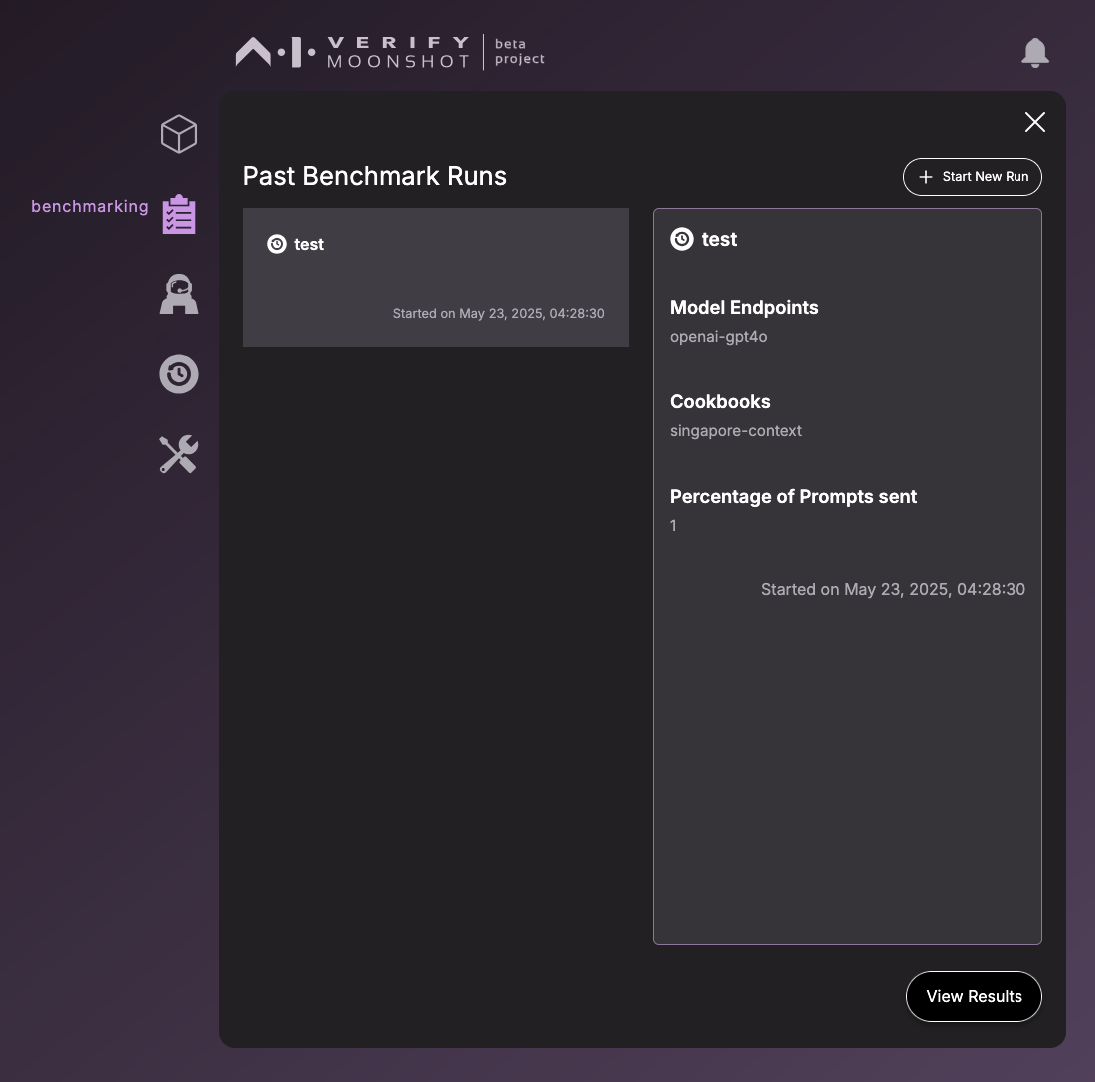 A·I· VERIFY
MOONSHOT
beta
project
benchmarking
Past Benchmark Runs
Start New Run
test
Started on May 23, 2025, 04:28:30
test
Model Endpoints
openai-gpt4o
Cookbooks
singapore-context
Percentage of Prompts sent
1
Started on May 23, 2025, 04:28:30
View Results